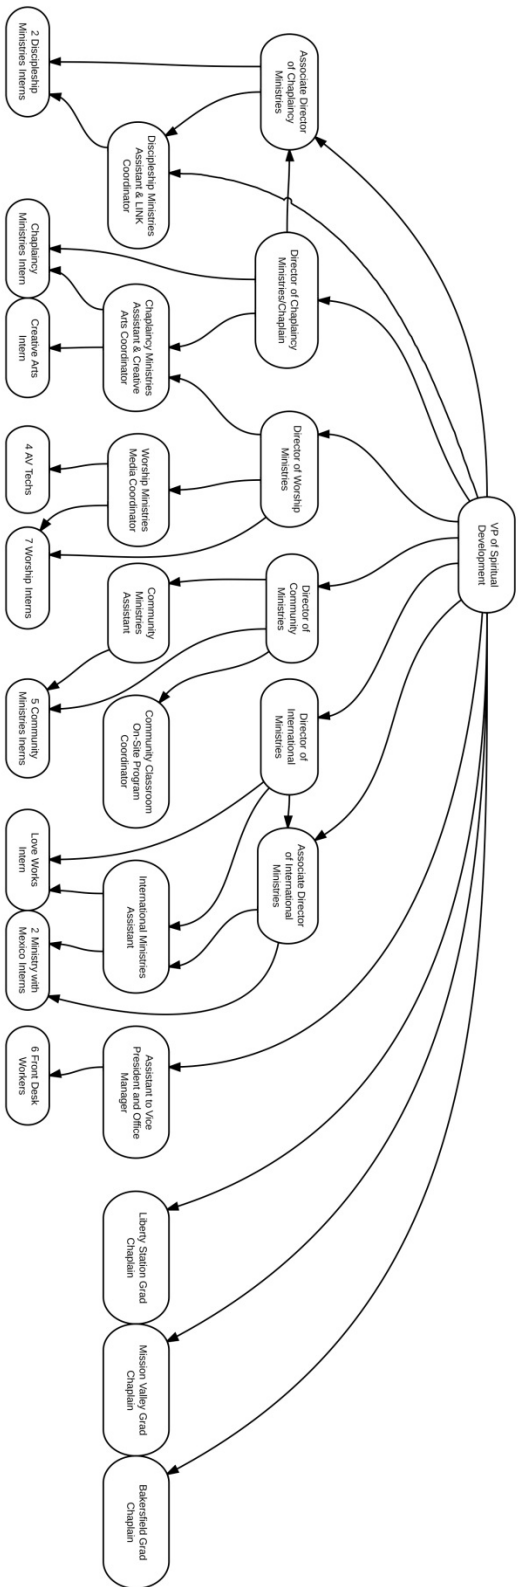 VP of Spiritual
Development
Associate Director
of Chaplaincy
Ministries
Director of Chaplaincy
Ministries/Chaplain
Director of Worship
Ministries
Director of
Community
Ministries
Director of
International
Ministries
Associate Director
of International
Ministries
Discipleship Ministries
Assistant & LINK
Coordinator
Chaplaincy Ministries
Assistant & Creative
Arts Coordinator
Worship Ministries
Media Coordinator
Community
Ministries
Assistant
Community Classroom
On-Site Program
Coordinator
International Ministries
Assistant
Assistant to Vice
President and Office
Manager
Liberty Station Grad
Chaplain
Mission Valley Grad
Chaplain
Bakersfield Grad
Chaplain
2 Discipleship
Ministries Interns
Chaplaincy
Ministries Intern
Creative Arts
Intern
4 AV Techs
7 Worship Interns
5 Community
Ministries Inerns
Love Works
Intern
2 Ministry with
Mexico Interns
6 Front Desk
Workers